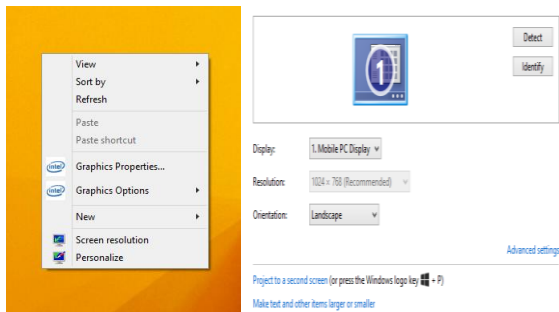 View
Sort by
Refresh
Paste
Paste shortcut
intel Graphics Properties...
intel Graphics Options
New
Screen resolution
Personalize
1
Detect
Identify
Display: 1. Mobile PC Display
Resolution: 1024 × 768 (Recommended)
Orientation: Landscape
Advanced settings
Project to a second screen (or press the Windows logo key + P)
Make text and other items larger or smaller